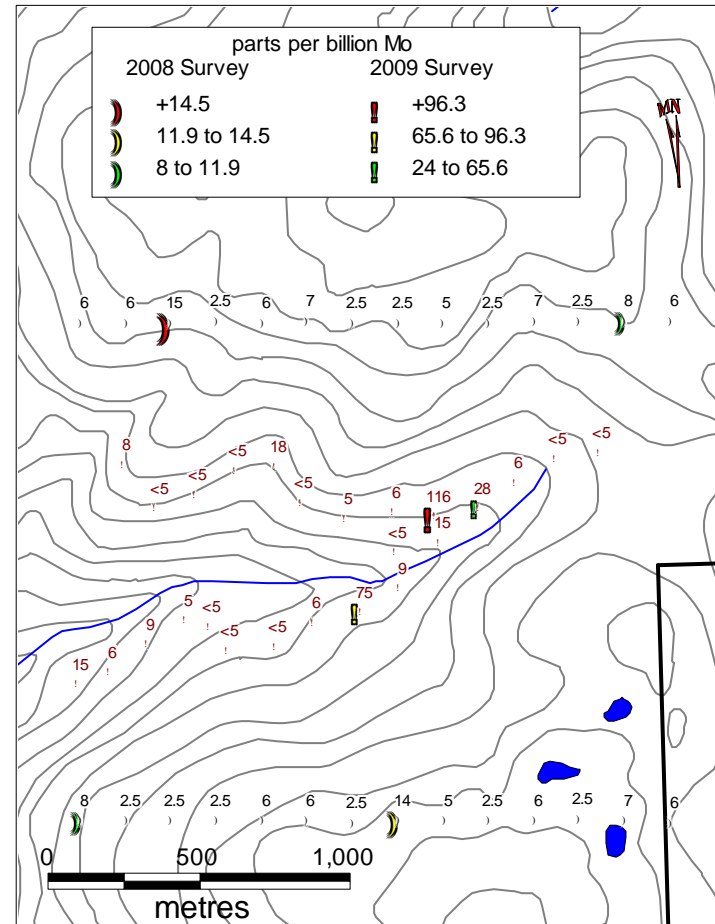 parts per billion Mo
2008 Survey 2009 Survey
+14.5 +96.3
11.9 to 14.5 65.6 to 96.3
8 to 11.9 24 to 65.6
MN
6 6 15 2.5 6 7 2.5 2.5 5 2.5 7 2.5 8 6
8 <5 <5 <5 18 <5 5 6 116 28 6 <5 <5
<5 15
9
75
6
5 <5 <5 <5
9
6
15
8 2.5 2.5 2.5 6 6 2.5 14 5 2.5 6 2.5 7 6
0 500 1,000
metres